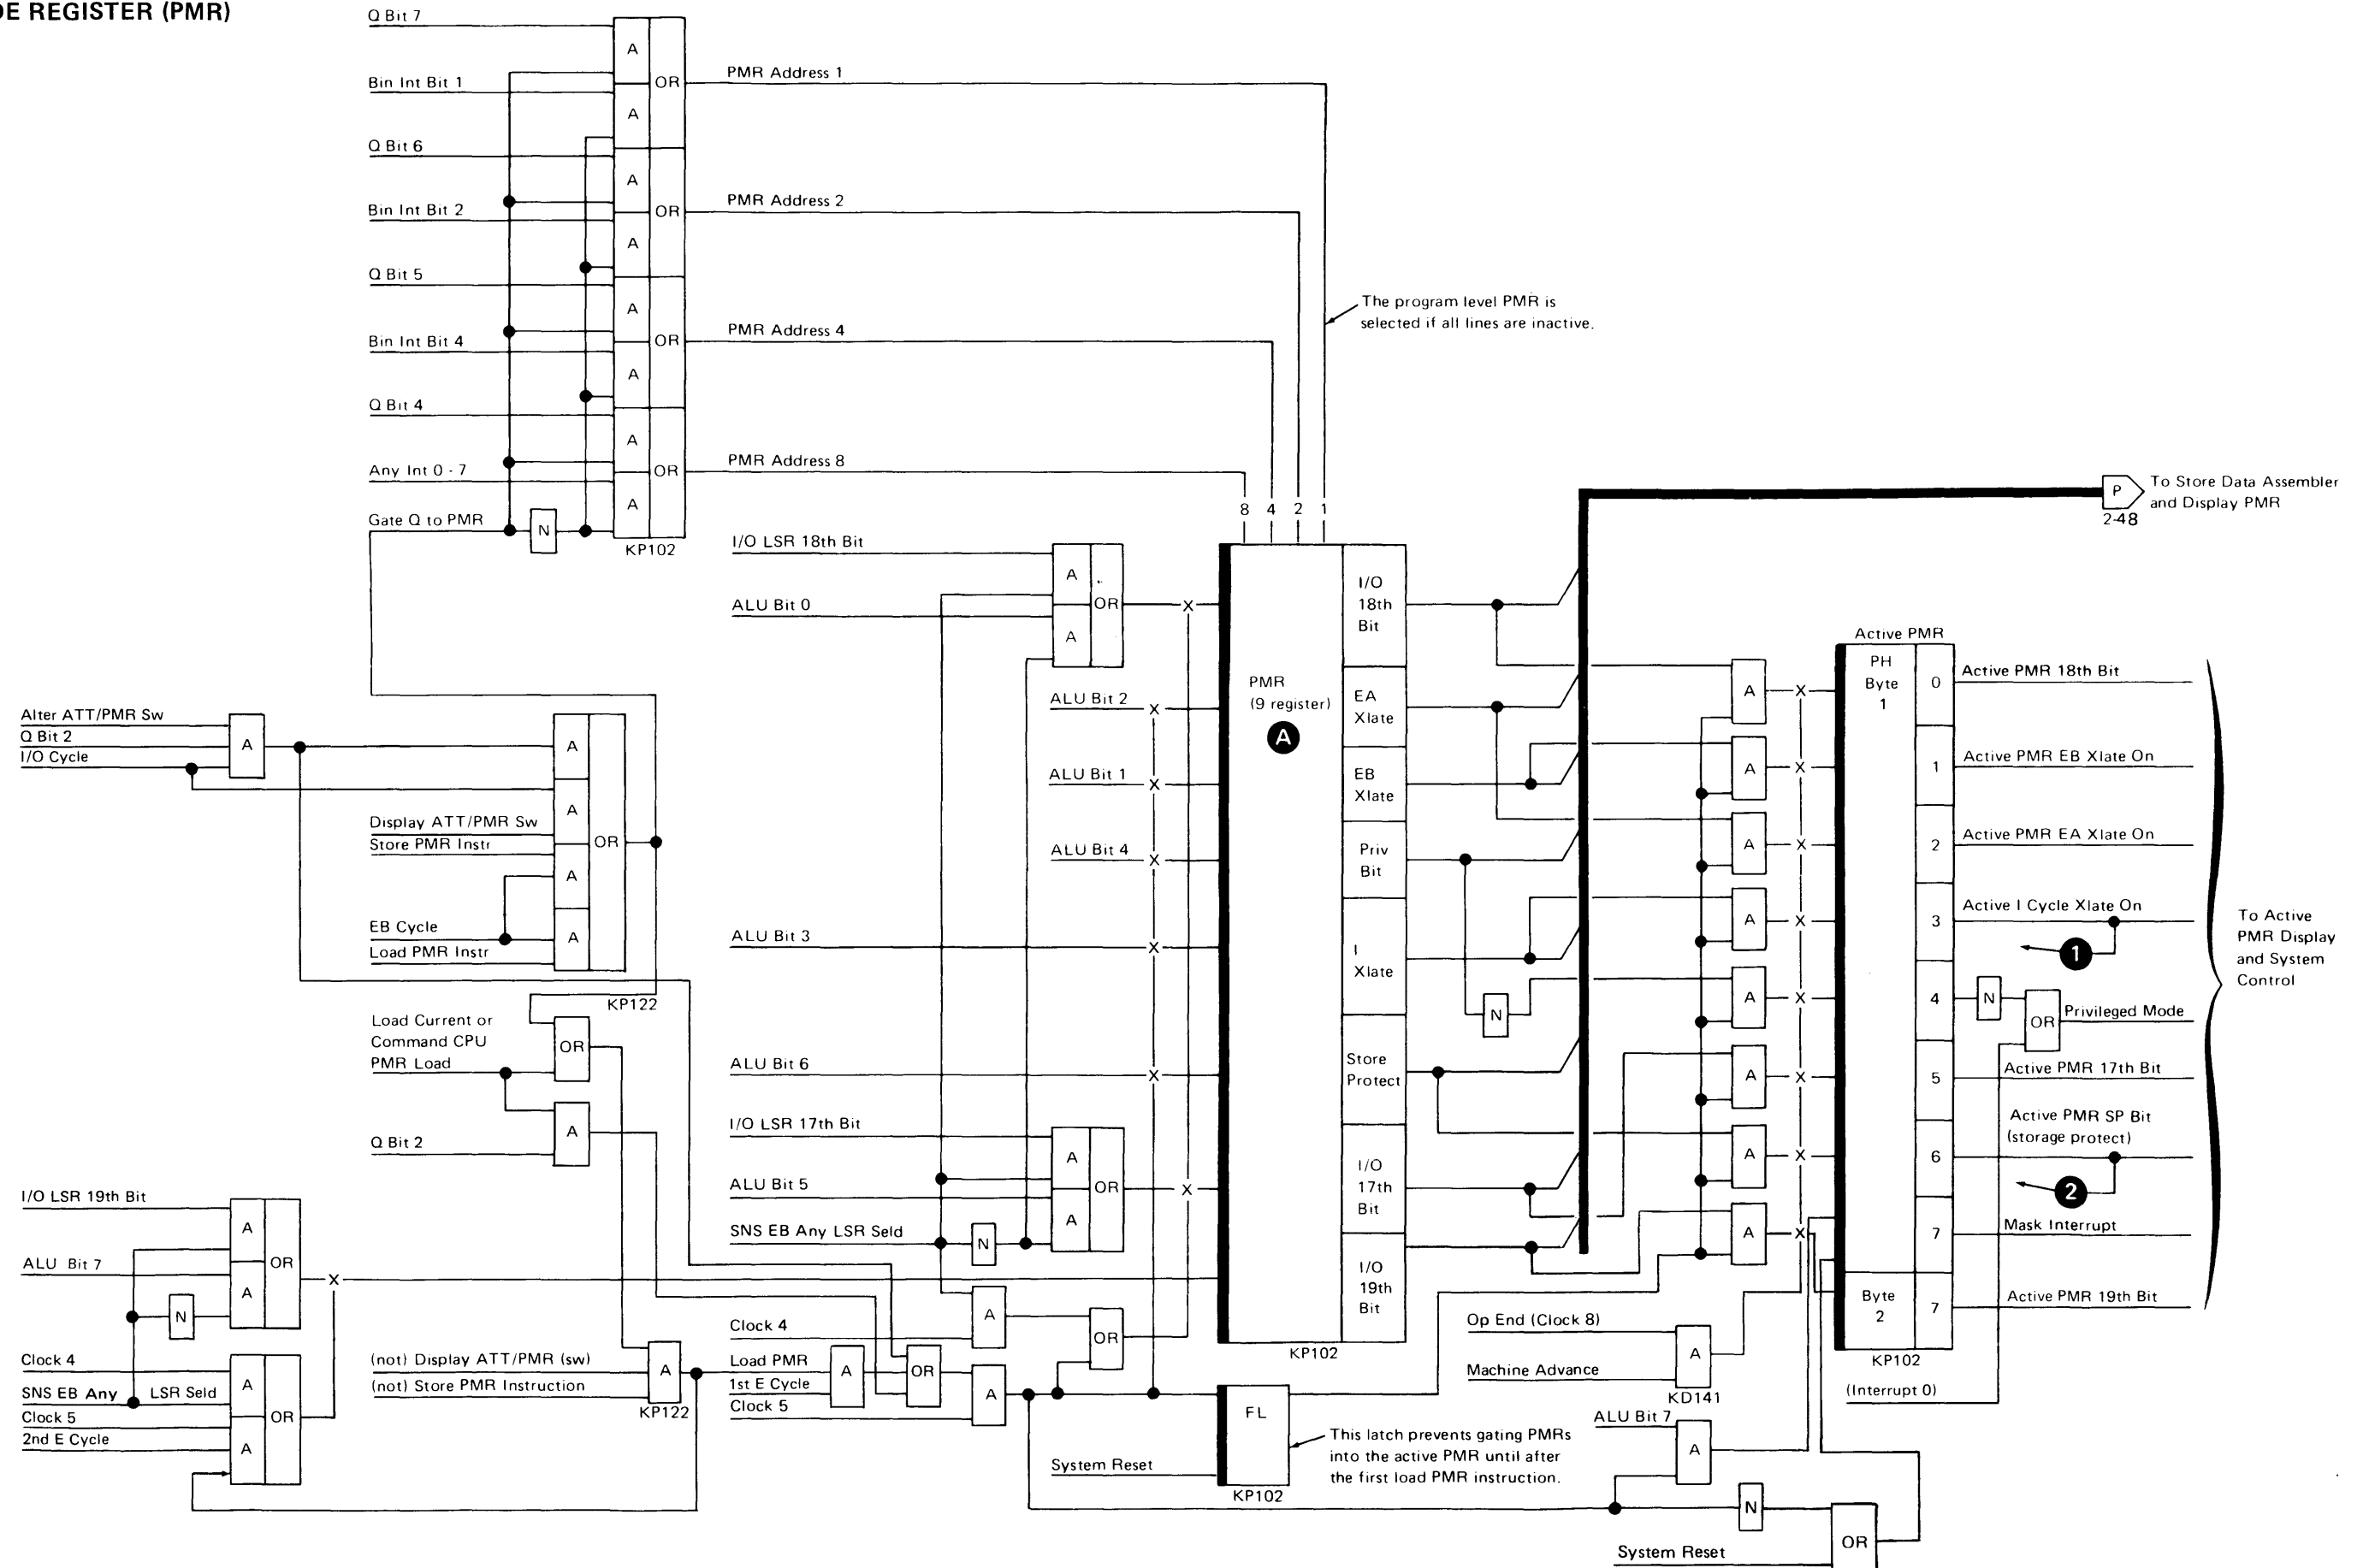 DE REGISTER (PMR)
Q Bit 7
Bin Int Bit 1
Q Bit 6
Bin Int Bit 2
Q Bit 5
Bin Int Bit 4
Q Bit 4
Any Int 0 - 7
Gate Q to PMR
N
A
A
OR
A
A
OR
A
A
OR
A
A
OR
KP102
PMR Address 1
PMR Address 2
PMR Address 4
PMR Address 8
The program level PMR is
selected if all lines are inactive.
8 4 2 1
P
2-48
To Store Data Assembler
and Display PMR
I/O LSR 18th Bit
ALU Bit 0
A
A
OR
X
ALU Bit 2
X
ALU Bit 1
X
ALU Bit 4
X
ALU Bit 3
X
ALU Bit 6
X
I/O LSR 17th Bit
ALU Bit 5
SNS EB Any LSR Seld
N
A
A
OR
X
PMR
(9 register)
A
I/O
18th
Bit
EA
Xlate
EB
Xlate
Priv
Bit
I
Xlate
Store
Protect
I/O
17th
Bit
I/O
19th
Bit
KP102
N
A
X
A
X
A
X
A
X
A
X
A
X
A
X
A
X
Active PMR
PH
Byte
1
0
1
2
3
4
5
6
7
Byte
2
7
KP102
Active PMR 18th Bit
Active PMR EB Xlate On
Active PMR EA Xlate On
Active I Cycle Xlate On
1
N
OR
Privileged Mode
Active PMR 17th Bit
Active PMR SP Bit
(storage protect)
2
Mask Interrupt
Active PMR 19th Bit
To Active
PMR Display
and System
Control
(Interrupt 0)
Alter ATT/PMR Sw
Q Bit 2
I/O Cycle
A
Display ATT/PMR Sw
Store PMR Instr
EB Cycle
Load PMR Instr
A
A
A
A
OR
KP122
Load Current or
Command CPU
PMR Load
OR
Q Bit 2
A
I/O LSR 19th Bit
ALU Bit 7
N
A
A
OR
X
Clock 4
SNS EB Any LSR Seld
Clock 5
2nd E Cycle
A
A
OR
(not) Display ATT/PMR (sw)
(not) Store PMR Instruction
A
KP122
Clock 4
A
OR
Load PMR
1st E Cycle
Clock 5
A
OR
A
System Reset
FL
KP102
This latch prevents gating PMRs
into the active PMR until after
the first load PMR instruction.
Op End (Clock 8)
Machine Advance
A
KD141
ALU Bit 7
A
N
System Reset
OR